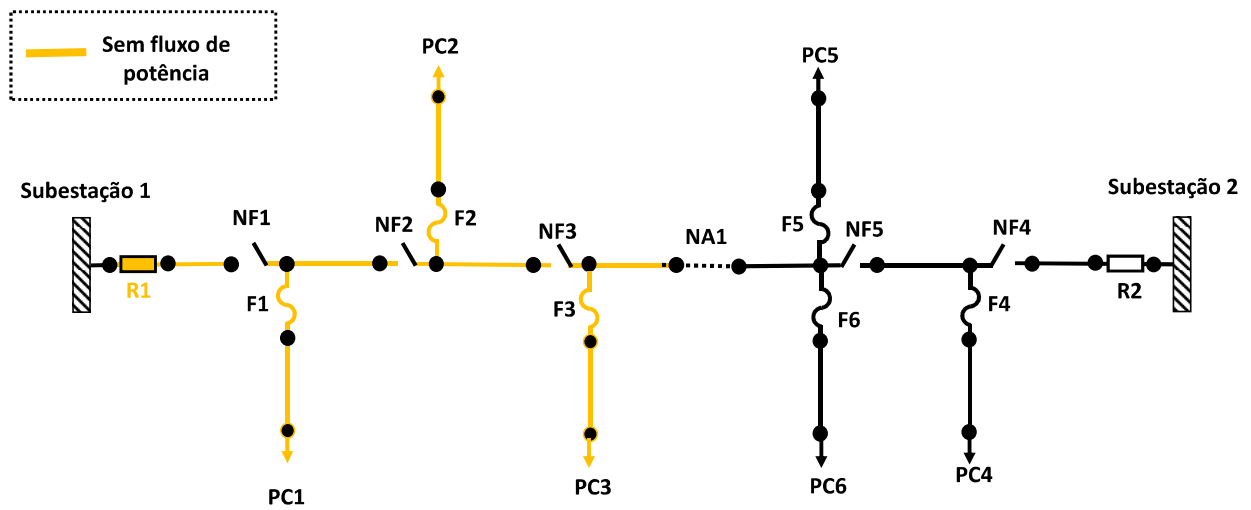 Sem fluxo de
potência
PC2
PC5
Subestação 1
Subestação 2
NF1
NF2
F2
NF3
NA1
F5
NF5
NF4
R1
F1
F3
F6
F4
R2
PC1
PC3
PC6
PC4